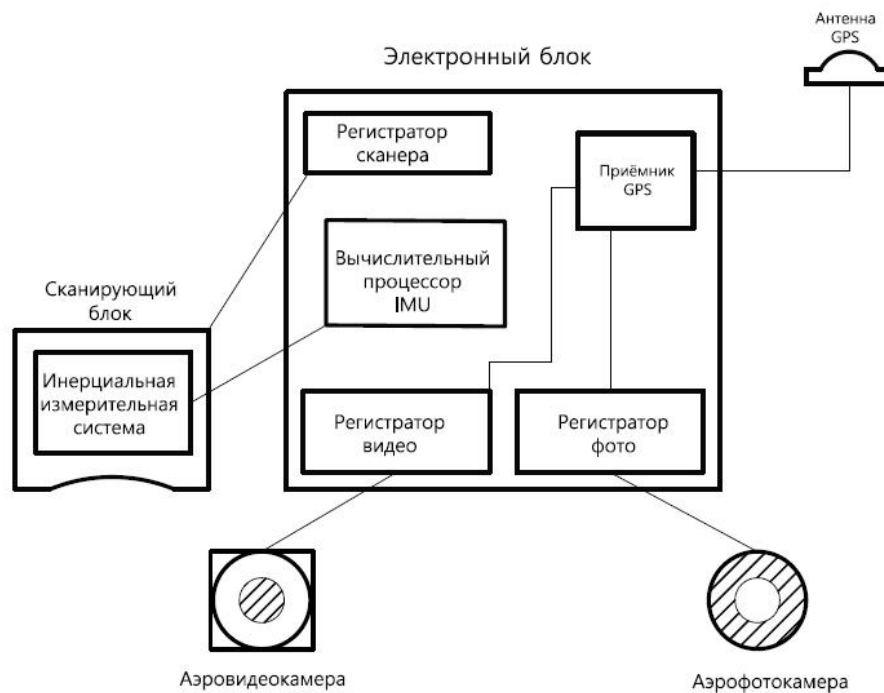 Антенна
GPS
Электронный блок
Регистратор
сканера
Приёмник
GPS
Вычислительный
процессор
IMU
Сканирующий
блок
Инерциальная
измерительная
система
Регистратор
видео
Регистратор
фото
Аэровидеокамера
Аэрофотокамера